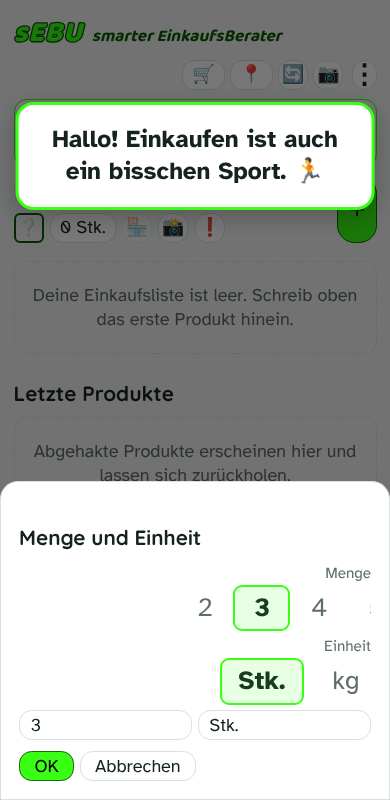 sEBU smarter EinkaufsBerater
Hallo! Einkaufen ist auch
ein bisschen Sport. 🏃
0 Stk.
Deine Einkaufsliste ist leer. Schreib oben
das erste Produkt hinein.
Letzte Produkte
Abgehakte Produkte erscheinen hier und
lassen sich zurückholen.
Menge und Einheit
Menge
2 3 4
Einheit
Stk. kg
3 Stk.
OK Abbrechen